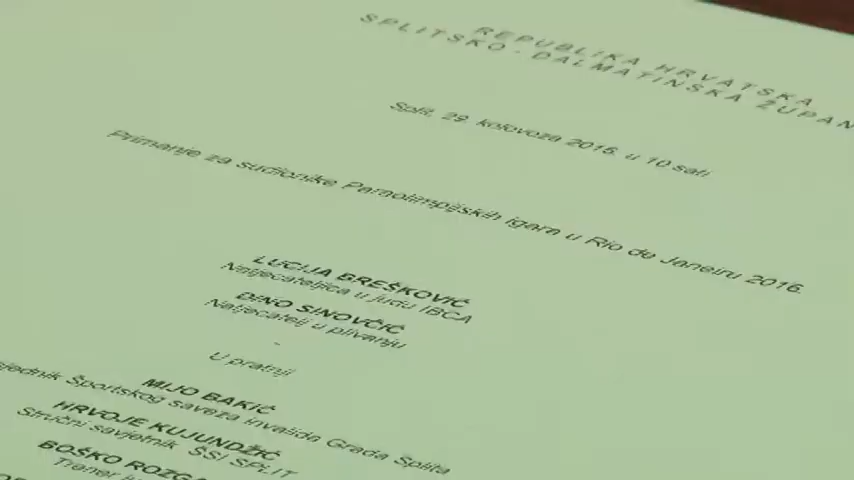 REPUBLIKA HRVATSKA
SPLITSKO - DALMATINSKA ŽUPAN
Split, 29. kolovoza 2016. u 10 sati
Primanje za sudionike Paraolimpijskih igara u Rio de Janeiru 2016.
LUCIJA BREŠKOVIĆ
Natjecateljica u judu IBCA
DINO SINOVČIĆ
Natjecatelj u plivanju
-
U pratnji
MIJO BAKIĆ
sjednik Športskog saveza invalida Grada Splita
HRVOJE KUJUNDŽIĆ
Stručni savjetnik ŠSI SPLIT
BOŠKO ROZGA
Trener